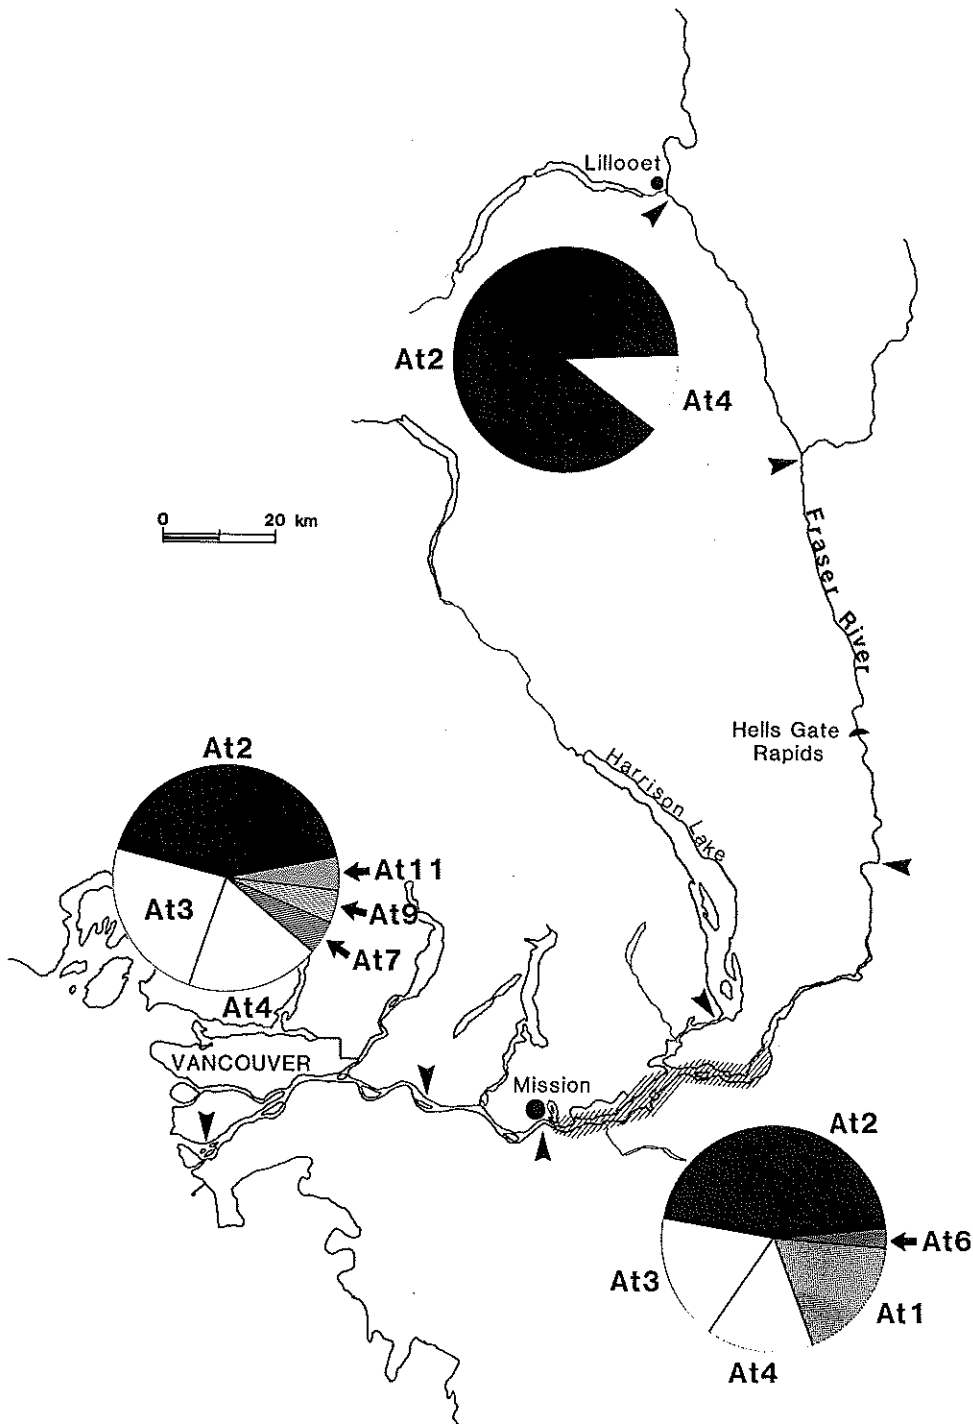 Lillooet
At2
At4
0 20 km
Fraser River
Hells Gate
Rapids
Harrison Lake
At2
At11
At3
At9
At7
At4
VANCOUVER
Mission
At2
At6
At3
At1
At4